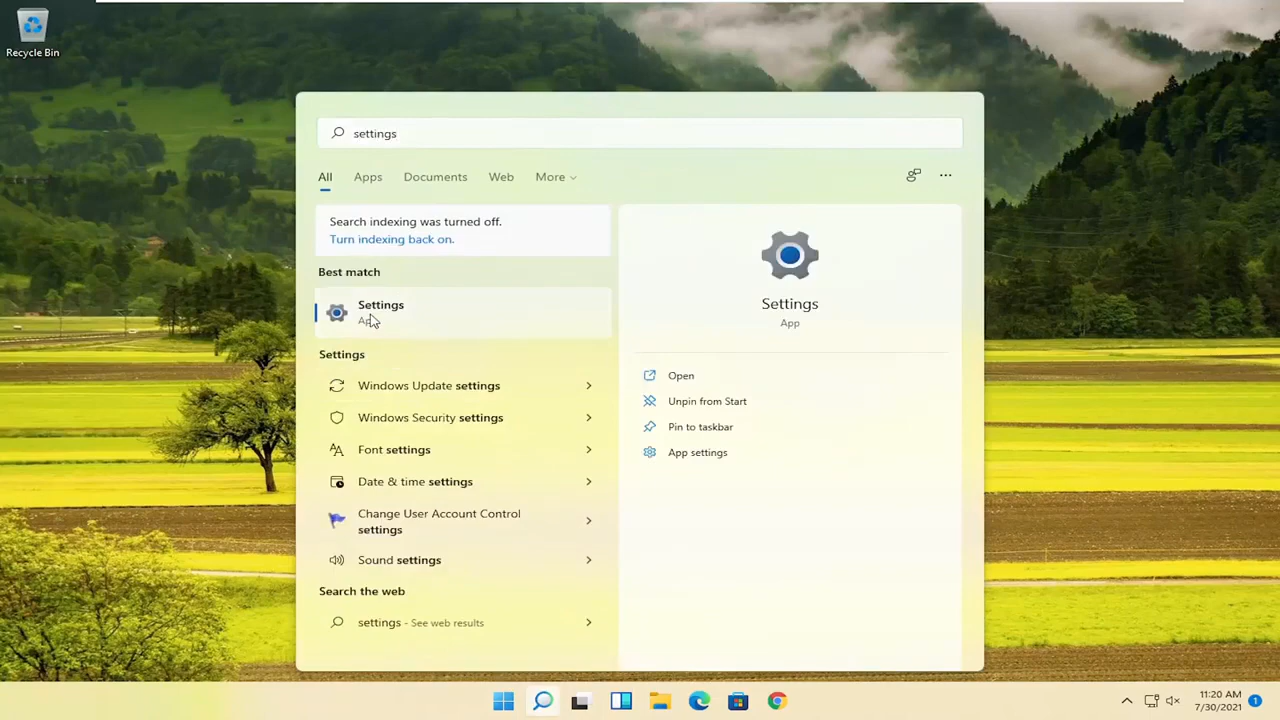 Recycle Bin
settings
All Apps Documents Web More
Search indexing was turned off.
Turn indexing back on.
Best match
Settings
App
Settings
Windows Update settings
Windows Security settings
Font settings
Date & time settings
Change User Account Control
settings
Sound settings
Search the web
settings - See web results
Settings
App
Open
Unpin from Start
Pin to taskbar
App settings
11:20 AM
7/30/2021
1